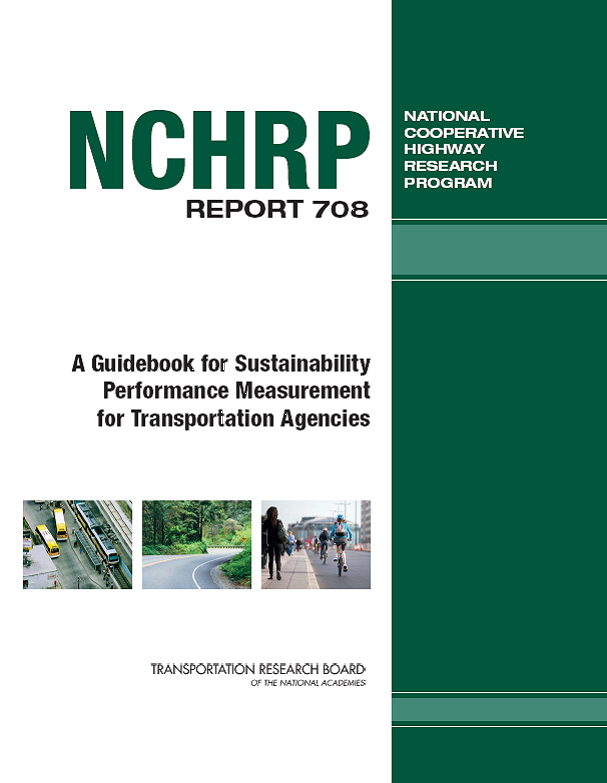 NCHRP
REPORT 708
NATIONAL
COOPERATIVE
HIGHWAY
RESEARCH
PROGRAM
A Guidebook for Sustainability
Performance Measurement
for Transportation Agencies
TRANSPORTATION RESEARCH BOARD
OF THE NATIONAL ACADEMIES